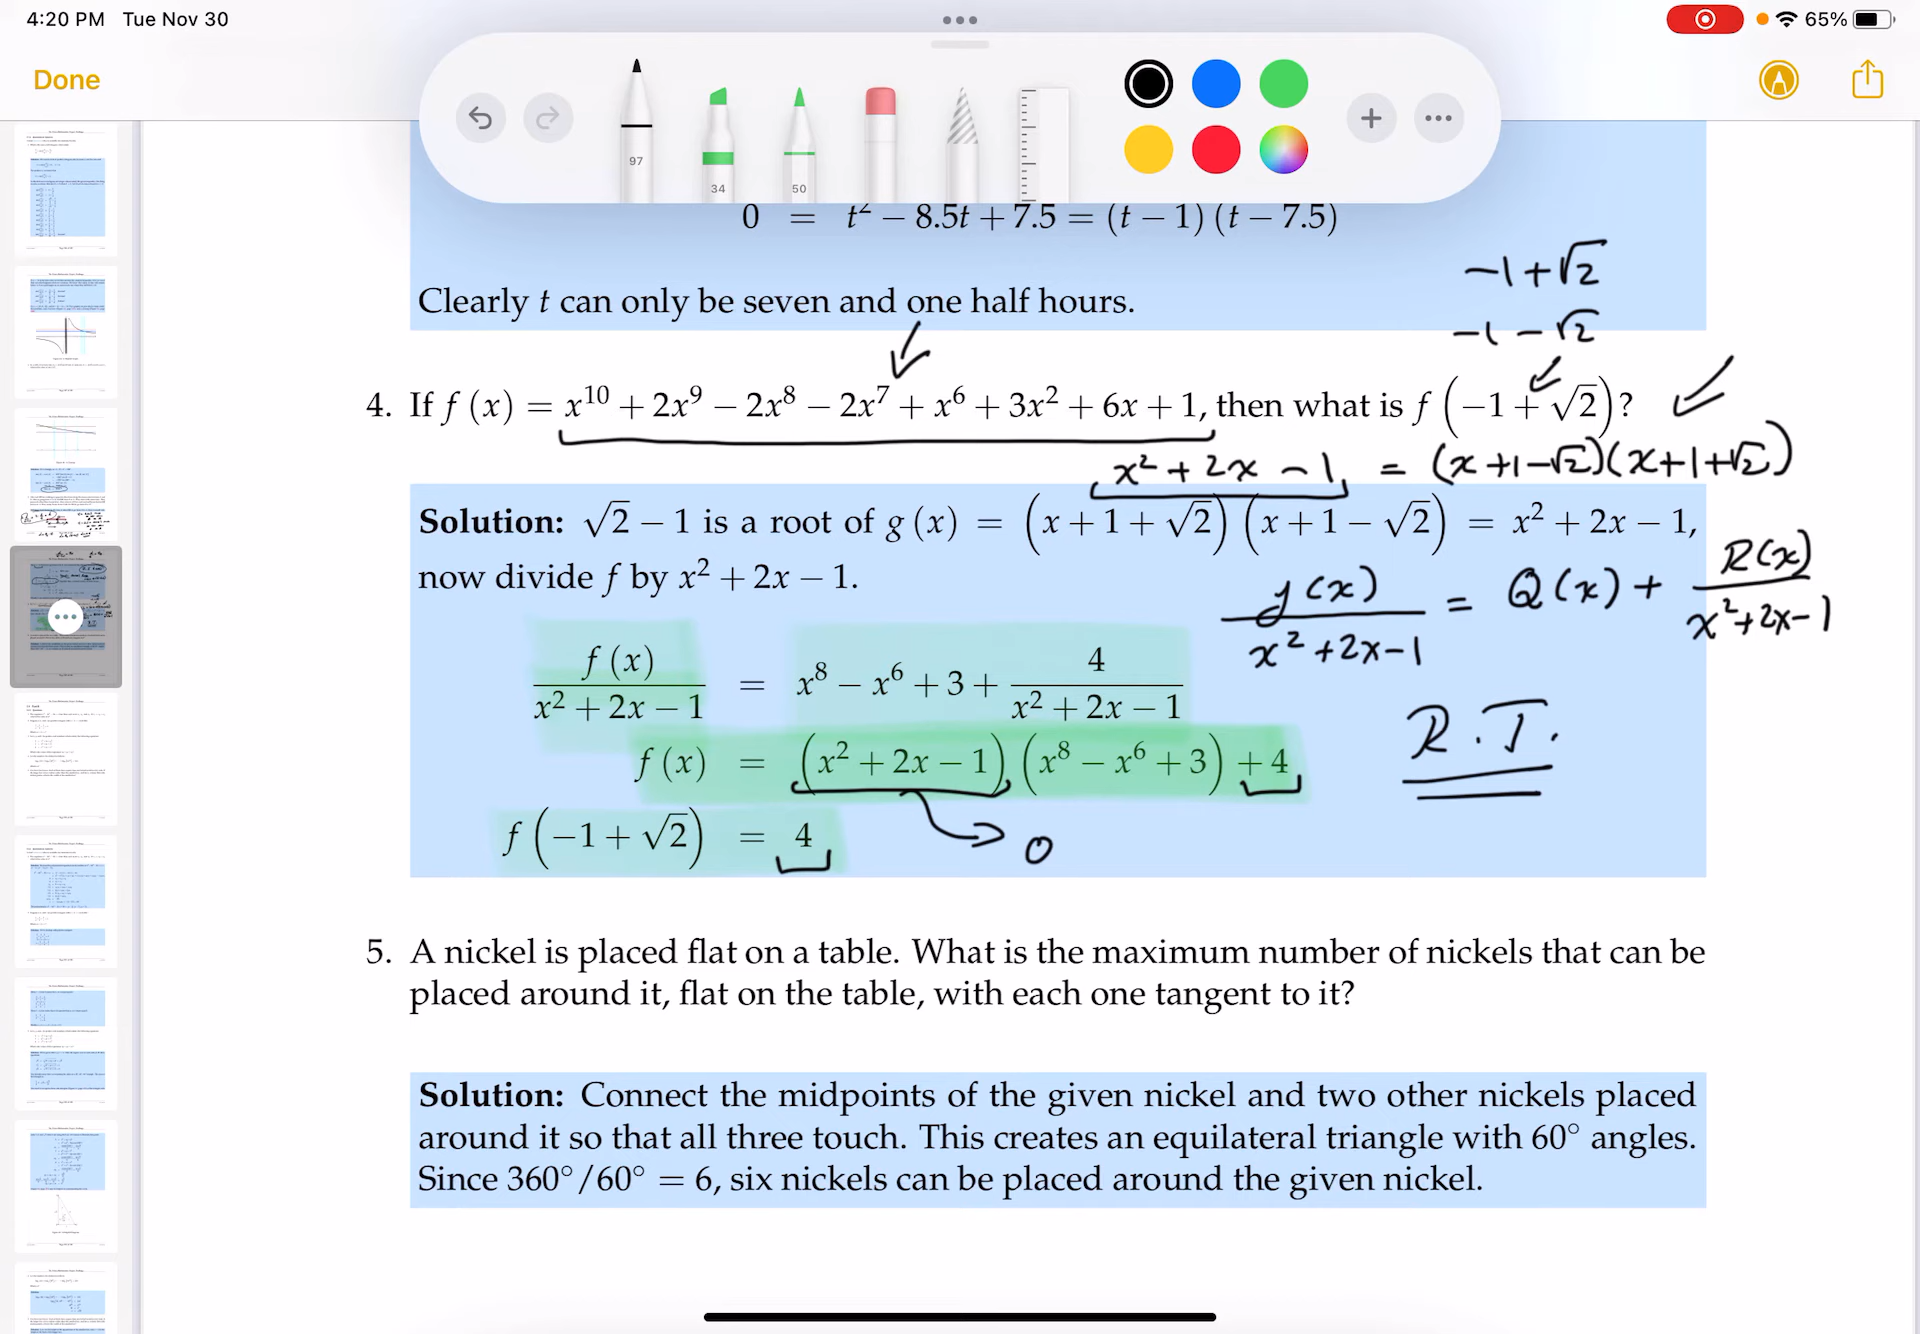 4:20 PM Tue Nov 30
65%
Done
97
34
50
0 = t² − 8.5t + 7.5 = (t − 1) (t − 7.5)
Clearly t can only be seven and one half hours.
−1+√2
−1−√2
4. If f (x) = x¹⁰ + 2x⁹ − 2x⁸ − 2x⁷ + x⁶ + 3x² + 6x + 1, then what is f (−1 + √2)?
x² + 2x − 1 = (x+1−√2)(x+1+√2)
Solution: √2 − 1 is a root of g (x) = (x + 1 + √2) (x + 1 − √2) = x² + 2x − 1,
now divide f by x² + 2x − 1.
f(x)/(x²+2x−1) = Q(x) + R(x)/(x²+2x−1)
f (x)/(x² + 2x − 1) = x⁸ − x⁶ + 3 + 4/(x² + 2x − 1)
R.T.
f (x) = (x² + 2x − 1) (x⁸ − x⁶ + 3) + 4
f (−1 + √2) = 4
0
5. A nickel is placed flat on a table. What is the maximum number of nickels that can be
placed around it, flat on the table, with each one tangent to it?
Solution: Connect the midpoints of the given nickel and two other nickels placed
around it so that all three touch. This creates an equilateral triangle with 60° angles.
Since 360°/60° = 6, six nickels can be placed around the given nickel.